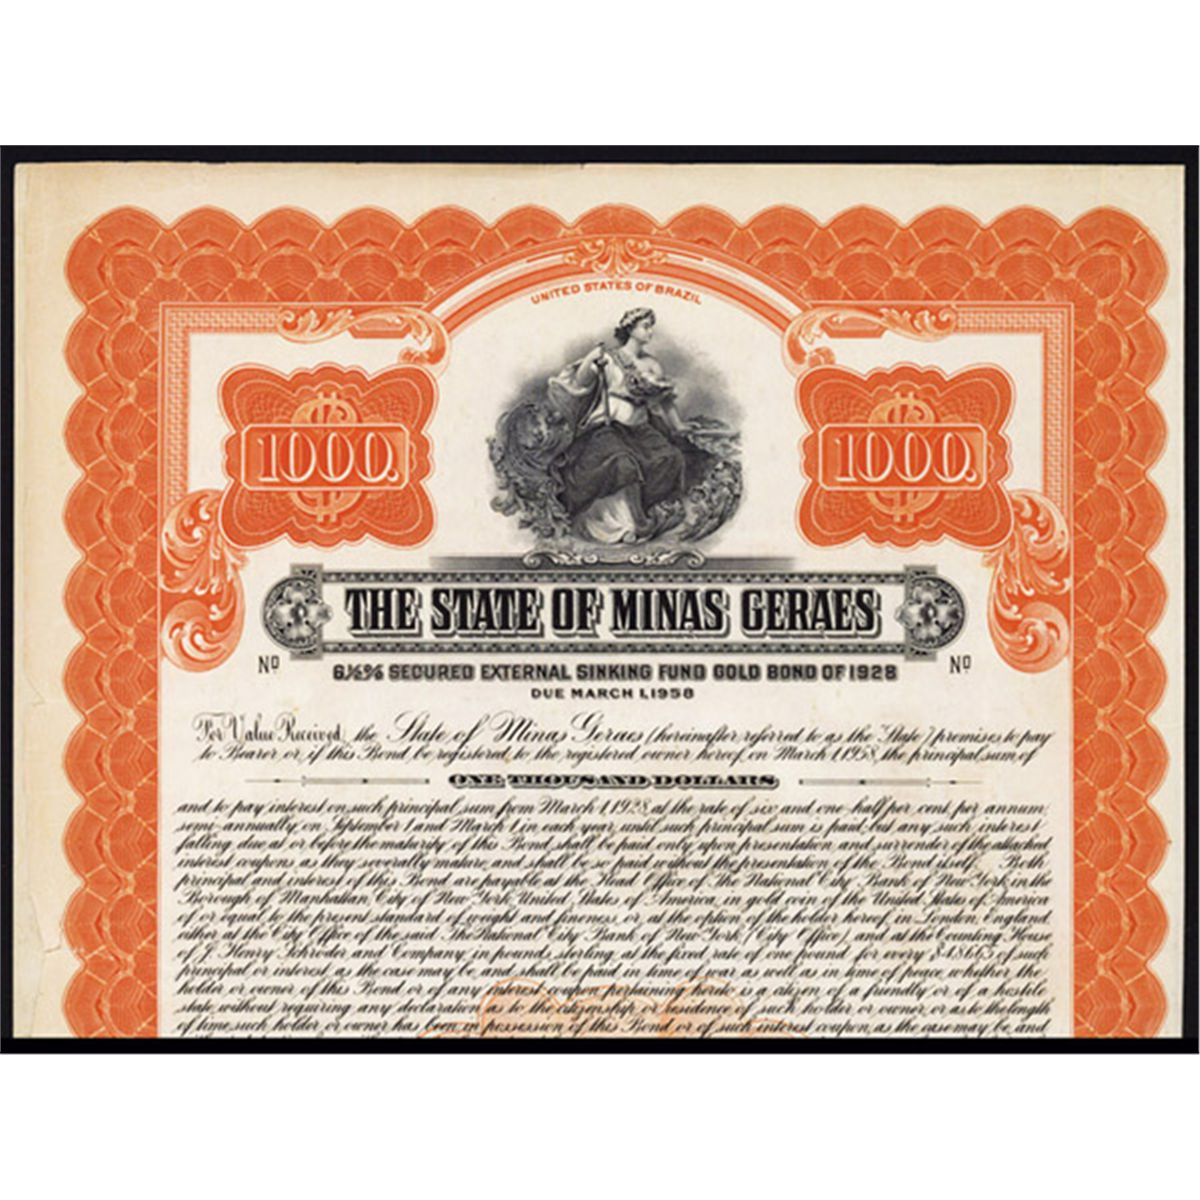 UNITED STATES OF BRAZIL
1000. 1000.
THE STATE OF MINAS GERAES
Nº Nº
6½% SECURED EXTERNAL SINKING FUND GOLD BOND OF 1928
DUE MARCH 1, 1958
For Value Received, the State of Minas Geraes (hereinafter referred to as the "State") promises to pay
to Bearer or, if this Bond be registered, to the registered owner hereof, on March 1, 1958, the principal sum of
ONE THOUSAND DOLLARS
and to pay interest on such principal sum from March 1, 1928, at the rate of six and one-half per cent. per annum,
semi-annually on September 1 and March 1 in each year, until such principal sum is paid, but any such interest
falling due at or before the maturity of this Bond shall be paid only upon presentation and surrender of the attached
interest coupons as they severally mature, and shall be so paid without the presentation of the Bond itself. Both
principal and interest of this Bond are payable at the Head Office of The National City Bank of New York in the
Borough of Manhattan, City of New York, United States of America, in gold coin of the United States of America
of or equal to the present standard of weight and fineness, or, at the option of the holder hereof, in London, England,
either at the City Office of the said The National City Bank of New York (City Office), and at the Counting House
of J. Henry Schroder and Company, in pounds sterling at the fixed rate of one pound for every $4.8665 of such
principal or interest, as the case may be, and shall be paid in time of war as well as in time of peace, whether the
holder or owner of this Bond or of any interest coupon pertaining hereto is a citizen of a friendly or of a hostile
state, without requiring any declaration as to the citizenship or residence of such holder or owner, or as to the length
of time such holder or owner has been in possession of this Bond or of such interest coupon, as the case may be, and